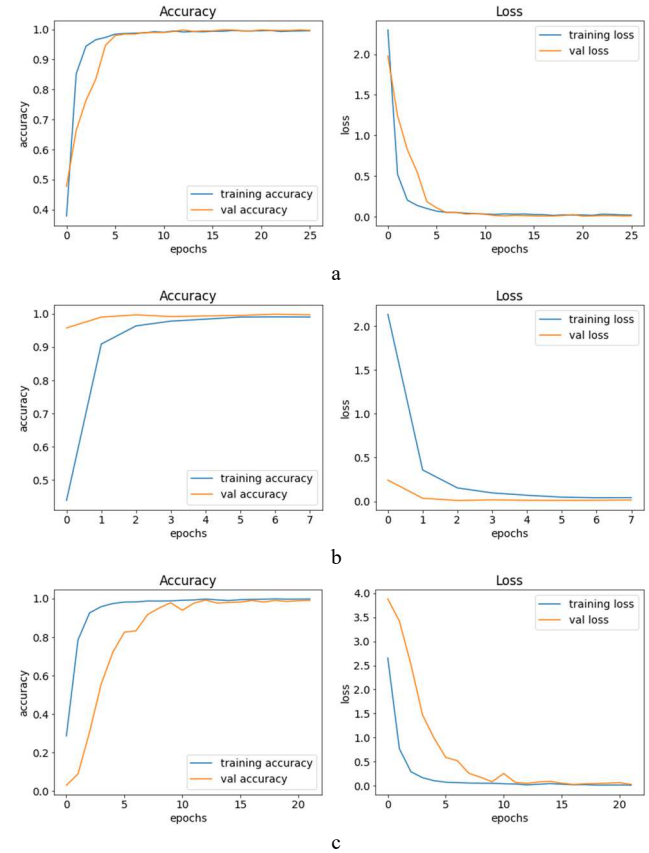 Accuracy
1.0
0.9
0.8
0.7
0.6
0.5
0.4
accuracy
training accuracy
val accuracy
0 5 10 15 20 25
epochs
Loss
2.0
1.5
1.0
0.5
0.0
loss
training loss
val loss
0 5 10 15 20 25
epochs
a
Accuracy
1.0
0.9
0.8
0.7
0.6
0.5
accuracy
training accuracy
val accuracy
0 1 2 3 4 5 6 7
epochs
Loss
2.0
1.5
1.0
0.5
0.0
loss
training loss
val loss
0 1 2 3 4 5 6 7
epochs
b
Accuracy
1.0
0.8
0.6
0.4
0.2
0.0
accuracy
training accuracy
val accuracy
0 5 10 15 20
epochs
Loss
4.0
3.5
3.0
2.5
2.0
1.5
1.0
0.5
0.0
loss
training loss
val loss
0 5 10 15 20
epochs
c